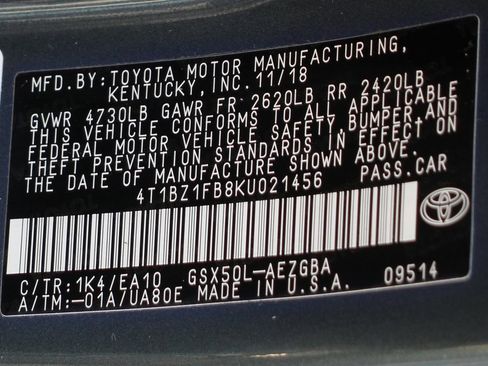 MFD.BY:TOYOTA MOTOR MANUFACTURING,
KENTUCKY, INC. 11/18
GVWR 4730LB GAWR FR 2620LB RR 2420LB
THIS VEHICLE CONFORMS TO ALL APPLICABLE
FEDERAL MOTOR VEHICLE SAFETY, BUMPER, AND
THEFT PREVENTION STANDARDS IN EFFECT ON
THE DATE OF MANUFACTURE SHOWN ABOVE.
4T1BZ1FB8KU021456 PASS.CAR
C/TR:1K4/EA10 GSX50L-AEZGBA
A/TM:-01A/UA80E MADE IN U.S.A. 09514